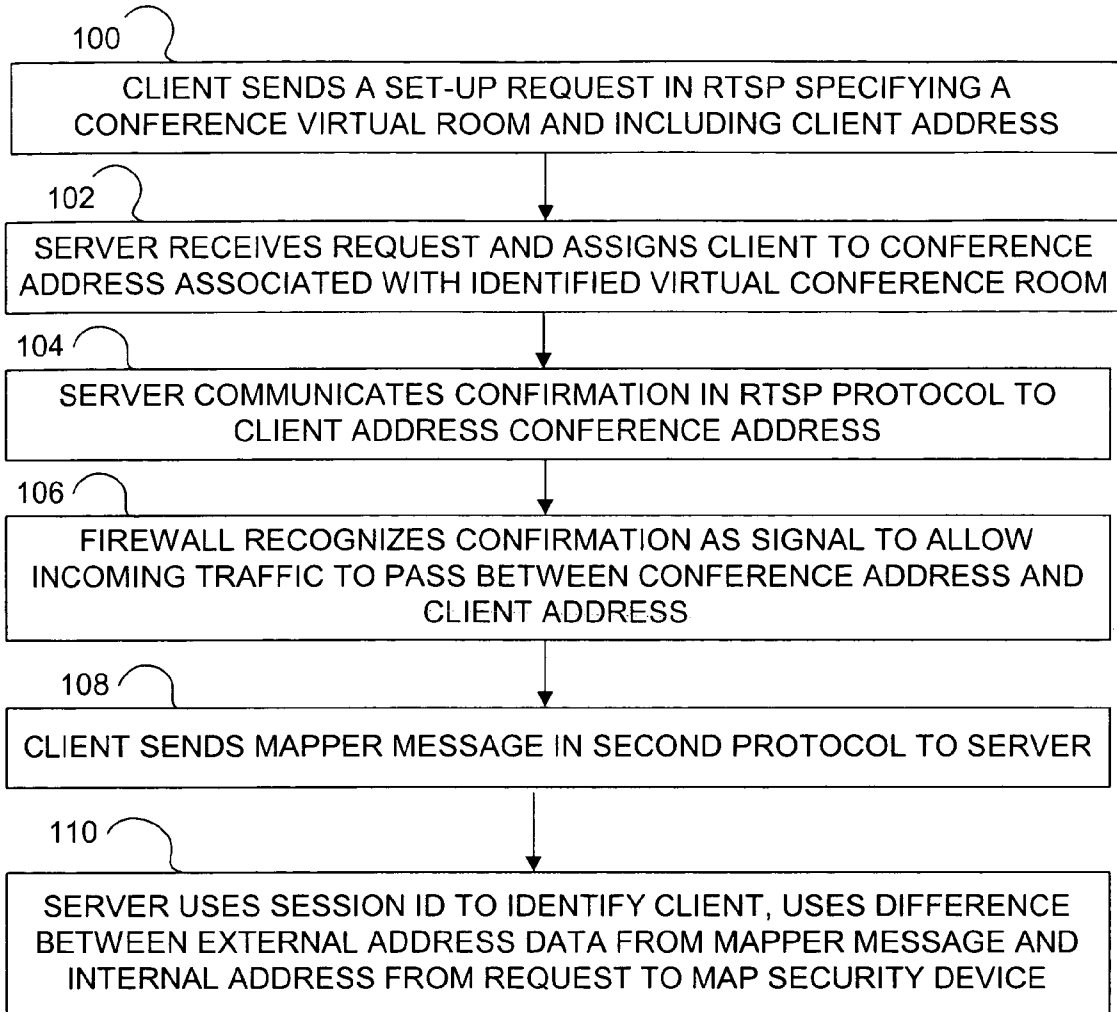 100
CLIENT SENDS A SET-UP REQUEST IN RTSP SPECIFYING A
CONFERENCE VIRTUAL ROOM AND INCLUDING CLIENT ADDRESS
102
SERVER RECEIVES REQUEST AND ASSIGNS CLIENT TO CONFERENCE
ADDRESS ASSOCIATED WITH IDENTIFIED VIRTUAL CONFERENCE ROOM
104
SERVER COMMUNICATES CONFIRMATION IN RTSP PROTOCOL TO
CLIENT ADDRESS CONFERENCE ADDRESS
106
FIREWALL RECOGNIZES CONFIRMATION AS SIGNAL TO ALLOW
INCOMING TRAFFIC TO PASS BETWEEN CONFERENCE ADDRESS AND
CLIENT ADDRESS
108
CLIENT SENDS MAPPER MESSAGE IN SECOND PROTOCOL TO SERVER
110
SERVER USES SESSION ID TO IDENTIFY CLIENT, USES DIFFERENCE
BETWEEN EXTERNAL ADDRESS DATA FROM MAPPER MESSAGE AND
INTERNAL ADDRESS FROM REQUEST TO MAP SECURITY DEVICE